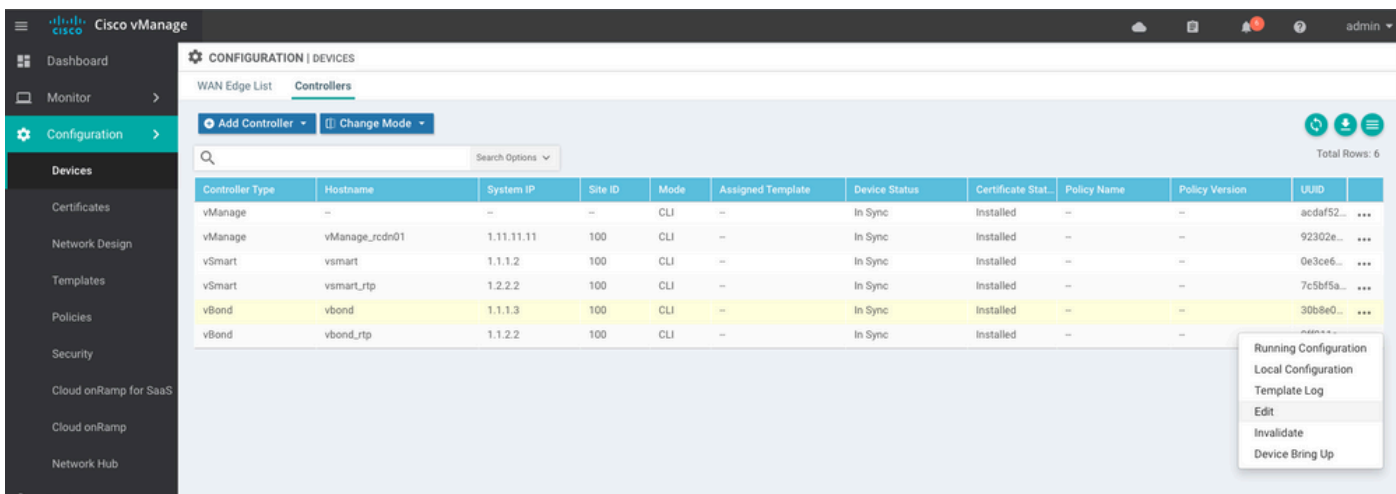 cisco Cisco vManage
6
admin
Dashboard
Monitor
Configuration
Devices
Certificates
Network Design
Templates
Policies
Security
Cloud onRamp for SaaS
Cloud onRamp
Network Hub
CONFIGURATION | DEVICES
WAN Edge List Controllers
Add Controller Change Mode
Search Options
Total Rows: 6
Controller Type Hostname System IP Site ID Mode Assigned Template Device Status Certificate Stat... Policy Name Policy Version UUID
vManage -- -- -- CLI -- In Sync Installed -- -- acdaf52... •••
vManage vManage_rcdn01 1.11.11.11 100 CLI -- In Sync Installed -- -- 92302e... •••
vSmart vsmart 1.1.1.2 100 CLI -- In Sync Installed -- -- 0e3ce6... •••
vSmart vsmart_rtp 1.2.2.2 100 CLI -- In Sync Installed -- -- 7c5bf5a... •••
vBond vbond 1.1.1.3 100 CLI -- In Sync Installed -- -- 30b8e0... •••
vBond vbond_rtp 1.1.2.2 100 CLI -- In Sync Installed -- --
Running Configuration
Local Configuration
Template Log
Edit
Invalidate
Device Bring Up